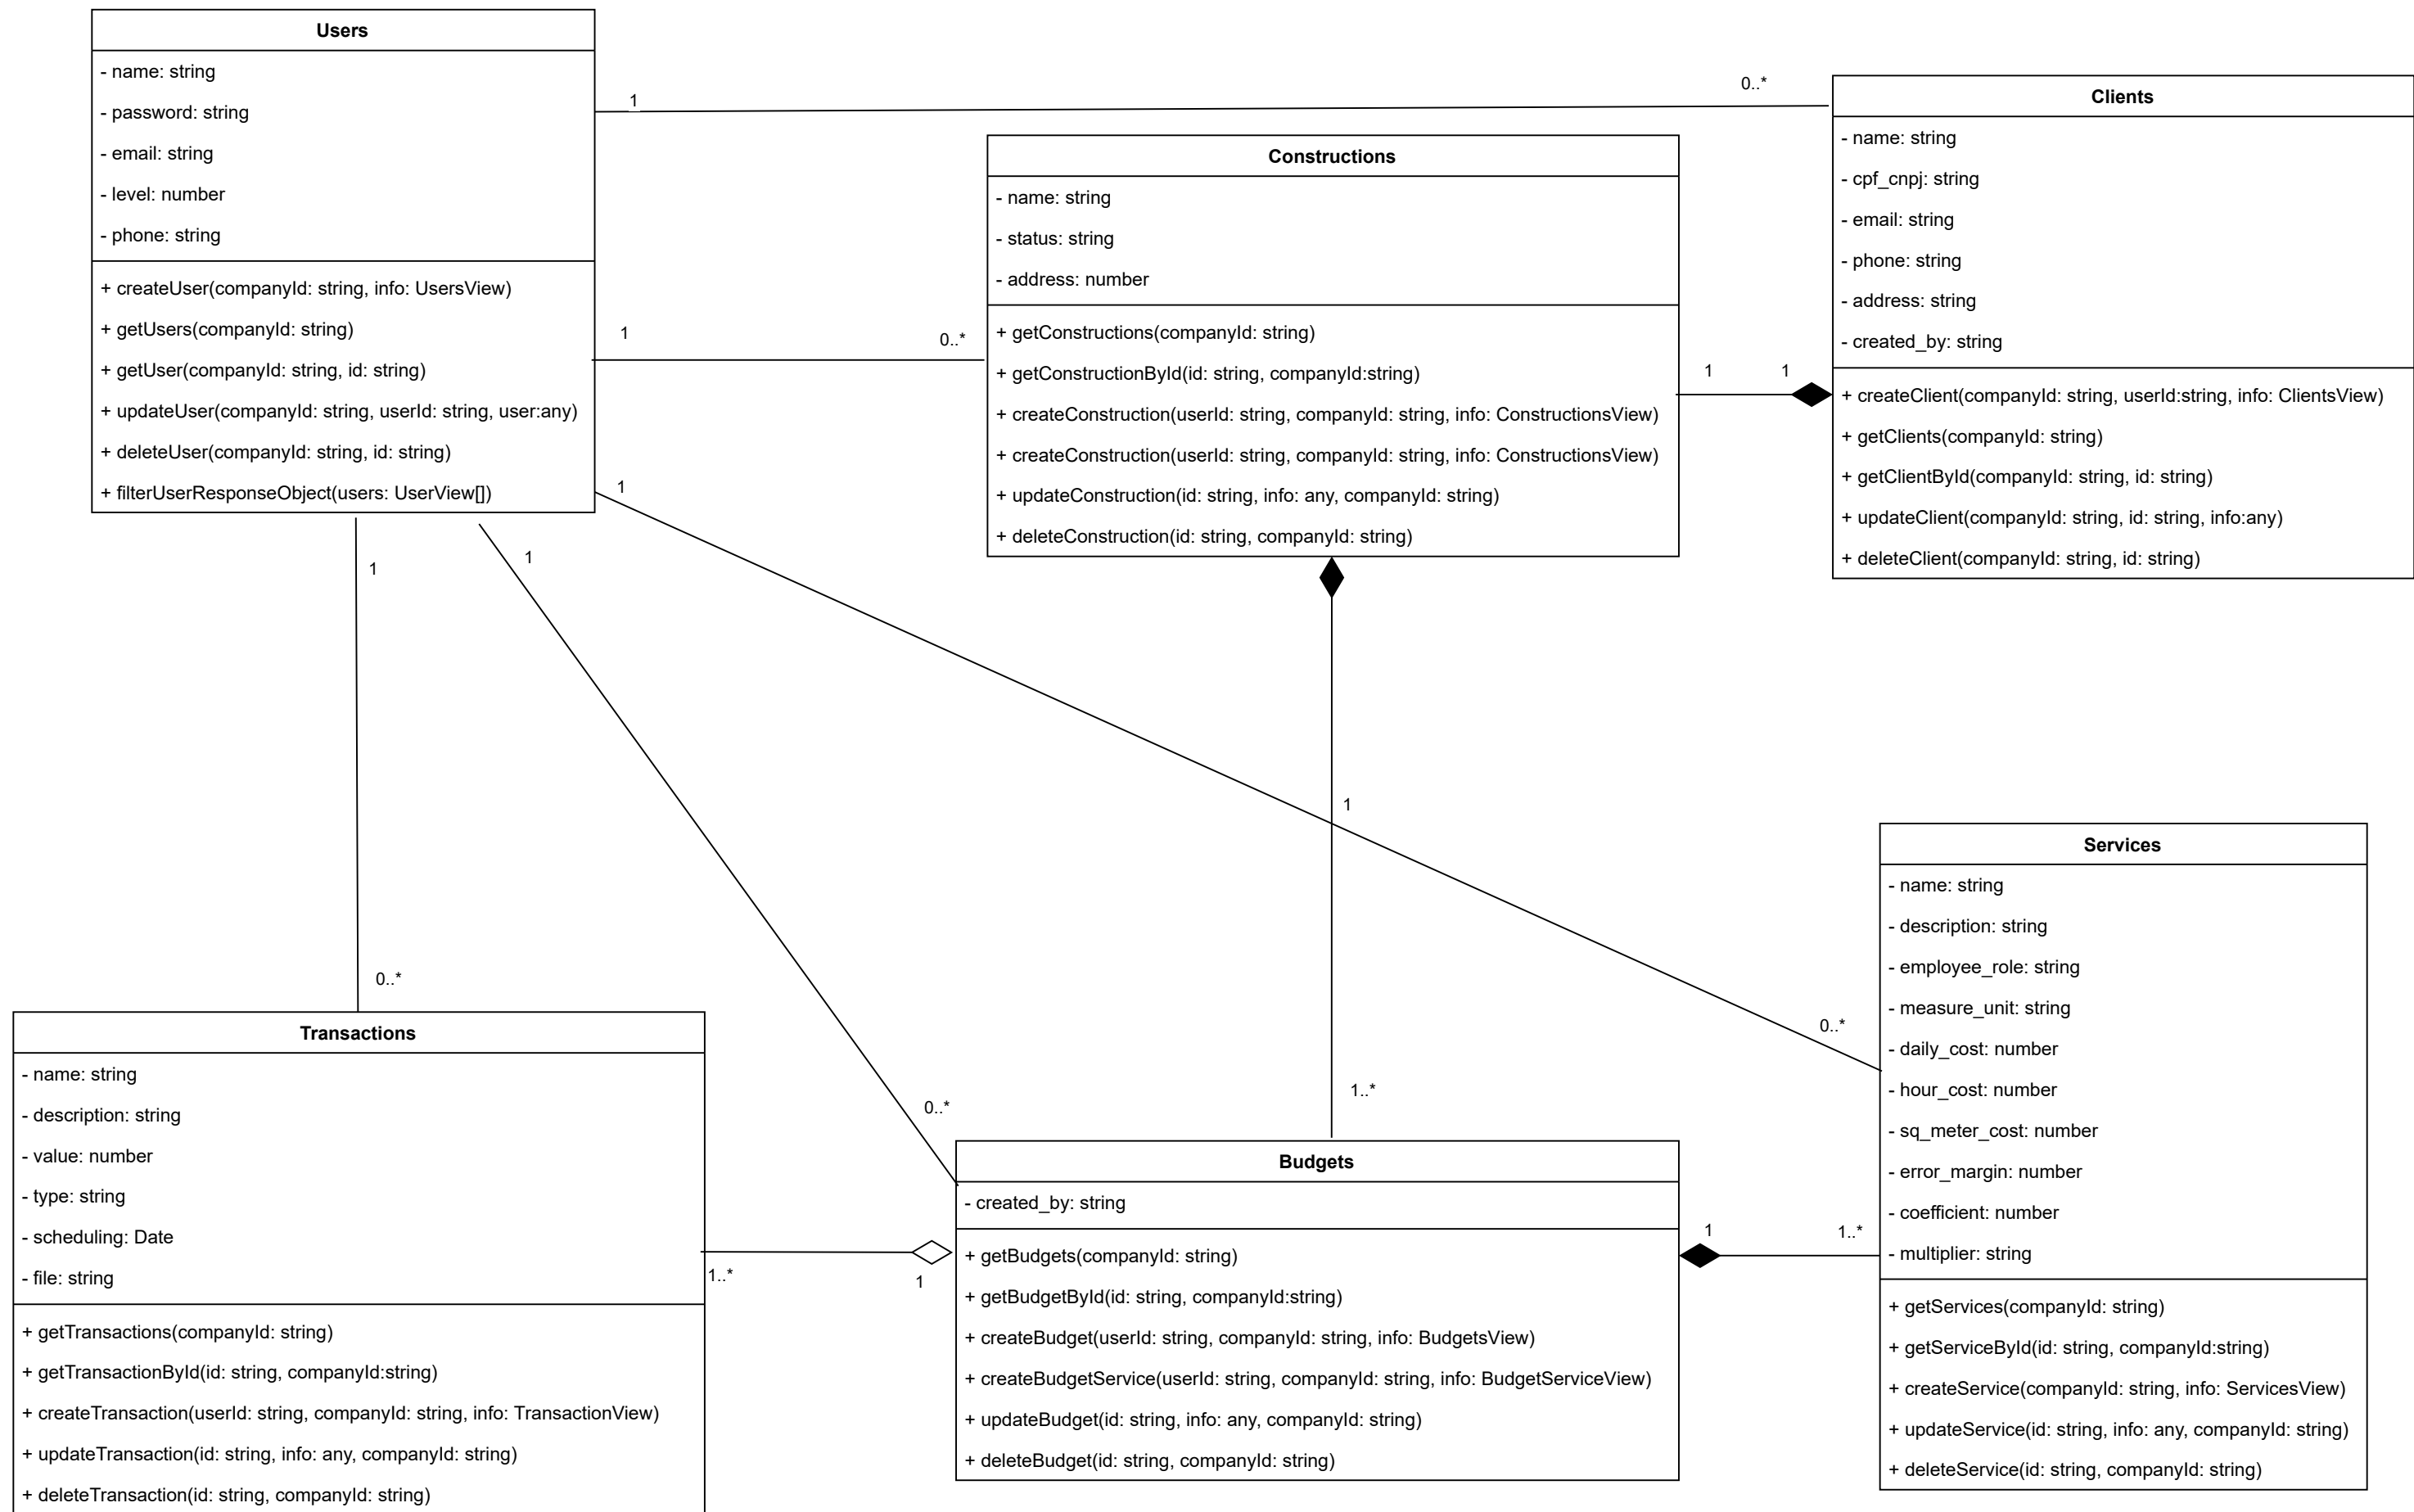 Users
- name: string
- password: string
- email: string
- level: number
- phone: string
+ createUser(companyId: string, info: UsersView)
+ getUsers(companyId: string)
+ getUser(companyId: string, id: string)
+ updateUser(companyId: string, userId: string, user:any)
+ deleteUser(companyId: string, id: string)
+ filterUserResponseObject(users: UserView[])
1
0..*
1
0..*
1
1
1
Constructions
- name: string
- status: string
- address: number
+ getConstructions(companyId: string)
+ getConstructionById(id: string, companyId:string)
+ createConstruction(userId: string, companyId: string, info: ConstructionsView)
+ createConstruction(userId: string, companyId: string, info: ConstructionsView)
+ updateConstruction(id: string, info: any, companyId: string)
+ deleteConstruction(id: string, companyId: string)
1
1
Clients
- name: string
- cpf_cnpj: string
- email: string
- phone: string
- address: string
- created_by: string
+ createClient(companyId: string, userId:string, info: ClientsView)
+ getClients(companyId: string)
+ getClientById(companyId: string, id: string)
+ updateClient(companyId: string, id: string, info:any)
+ deleteClient(companyId: string, id: string)
1
0..*
0..*
1..*
0..*
Transactions
- name: string
- description: string
- value: number
- type: string
- scheduling: Date
- file: string
+ getTransactions(companyId: string)
+ getTransactionById(id: string, companyId:string)
+ createTransaction(userId: string, companyId: string, info: TransactionView)
+ updateTransaction(id: string, info: any, companyId: string)
+ deleteTransaction(id: string, companyId: string)
1..*
1
Budgets
- created_by: string
+ getBudgets(companyId: string)
+ getBudgetById(id: string, companyId:string)
+ createBudget(userId: string, companyId: string, info: BudgetsView)
+ createBudgetService(userId: string, companyId: string, info: BudgetServiceView)
+ updateBudget(id: string, info: any, companyId: string)
+ deleteBudget(id: string, companyId: string)
1
1..*
Services
- name: string
- description: string
- employee_role: string
- measure_unit: string
- daily_cost: number
- hour_cost: number
- sq_meter_cost: number
- error_margin: number
- coefficient: number
- multiplier: string
+ getServices(companyId: string)
+ getServiceById(id: string, companyId:string)
+ createService(companyId: string, info: ServicesView)
+ updateService(id: string, info: any, companyId: string)
+ deleteService(id: string, companyId: string)